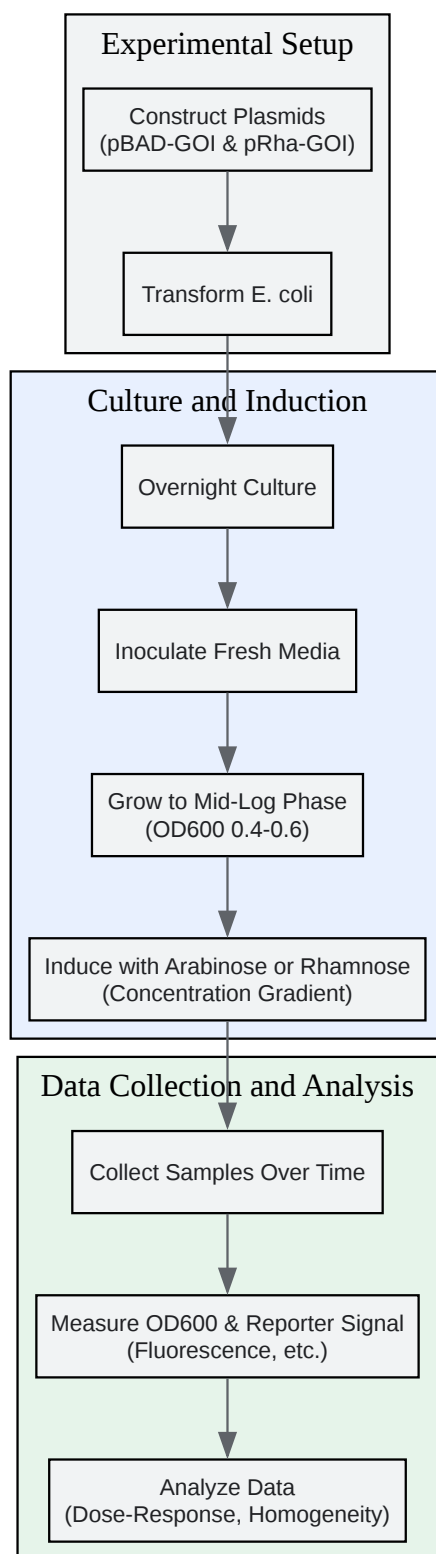 Experimental Setup
Construct Plasmids
(pBAD-GOI & pRha-GOI)
Transform E. coli
Culture and Induction
Overnight Culture
Inoculate Fresh Media
Grow to Mid-Log Phase
(OD600 0.4-0.6)
Induce with Arabinose or Rhamnose
(Concentration Gradient)
Data Collection and Analysis
Collect Samples Over Time
Measure OD600 & Reporter Signal
(Fluorescence, etc.)
Analyze Data
(Dose-Response, Homogeneity)